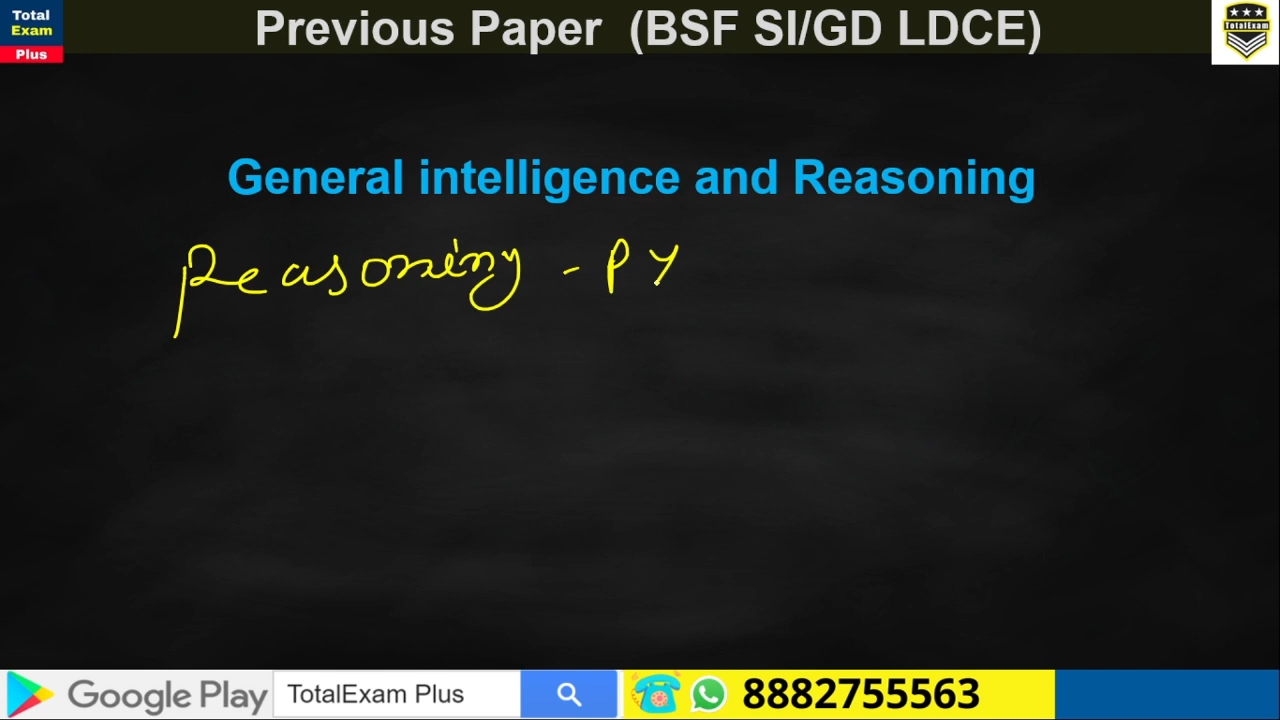 Total
Exam
Plus
Previous Paper (BSF SI/GD LDCE)
TotalExam
General intelligence and Reasoning
Reasoning - PY
Google Play
TotalExam Plus
8882755563